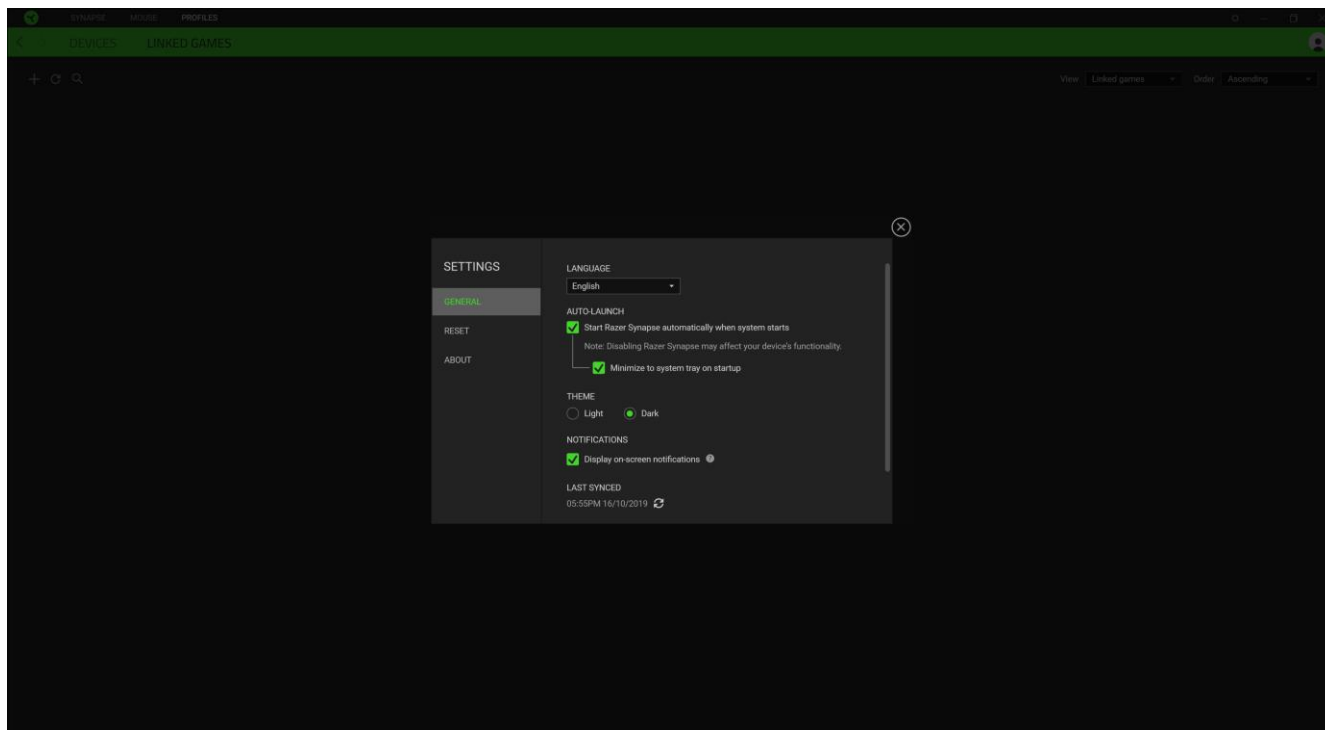 SYNAPSE MOUSE PROFILES
DEVICES LINKED GAMES
View Linked games Order Ascending
SETTINGS
GENERAL
RESET
ABOUT
LANGUAGE
English
AUTO-LAUNCH
Start Razer Synapse automatically when system starts
Note: Disabling Razer Synapse may affect your device's functionality.
Minimize to system tray on startup
THEME
Light Dark
NOTIFICATIONS
Display on-screen notifications
LAST SYNCED
05:55PM 16/10/2019